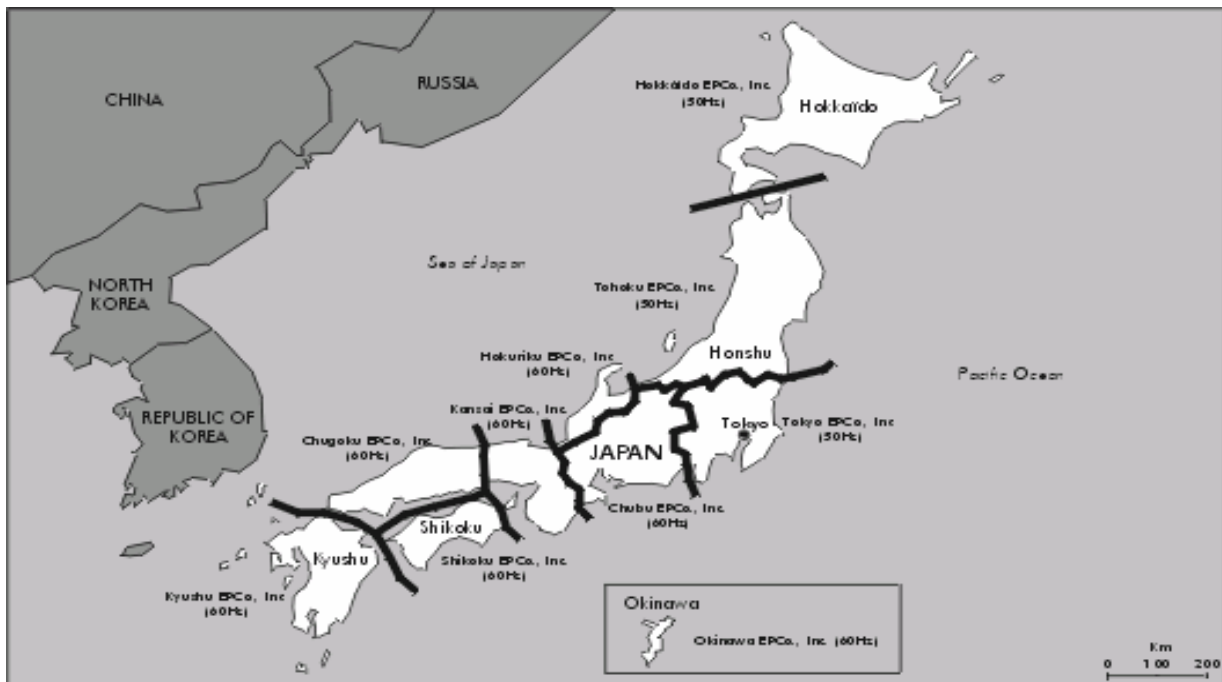 Hokkaido EPCo., Inc.
(50Hz)
Hokkaïdo
CHINA
RUSSIA
Sea of Japan
NORTH
KOREA
Tohoku EPCo., Inc.
(50Hz)
Honshu
Hokuriku EPCo, Inc
(60Hz)
Pacific Ocean
REPUBLIC OF
KOREA
Kansai EPCo., Inc.
(60Hz)
Tokyo
Tokyo EPCo, Inc
(50Hz)
Chugoku EPCo, Inc
(60Hz)
JAPAN
Chubu EPCo., Inc.
(60Hz)
Shikoku
Kyushu
Shikoku EPCo., Inc.
(60Hz)
Kyushu EPCo, Inc
(60Hz)
Okinawa
Okinawa EPCo., Inc. (60Hz)
Km
0 100 200